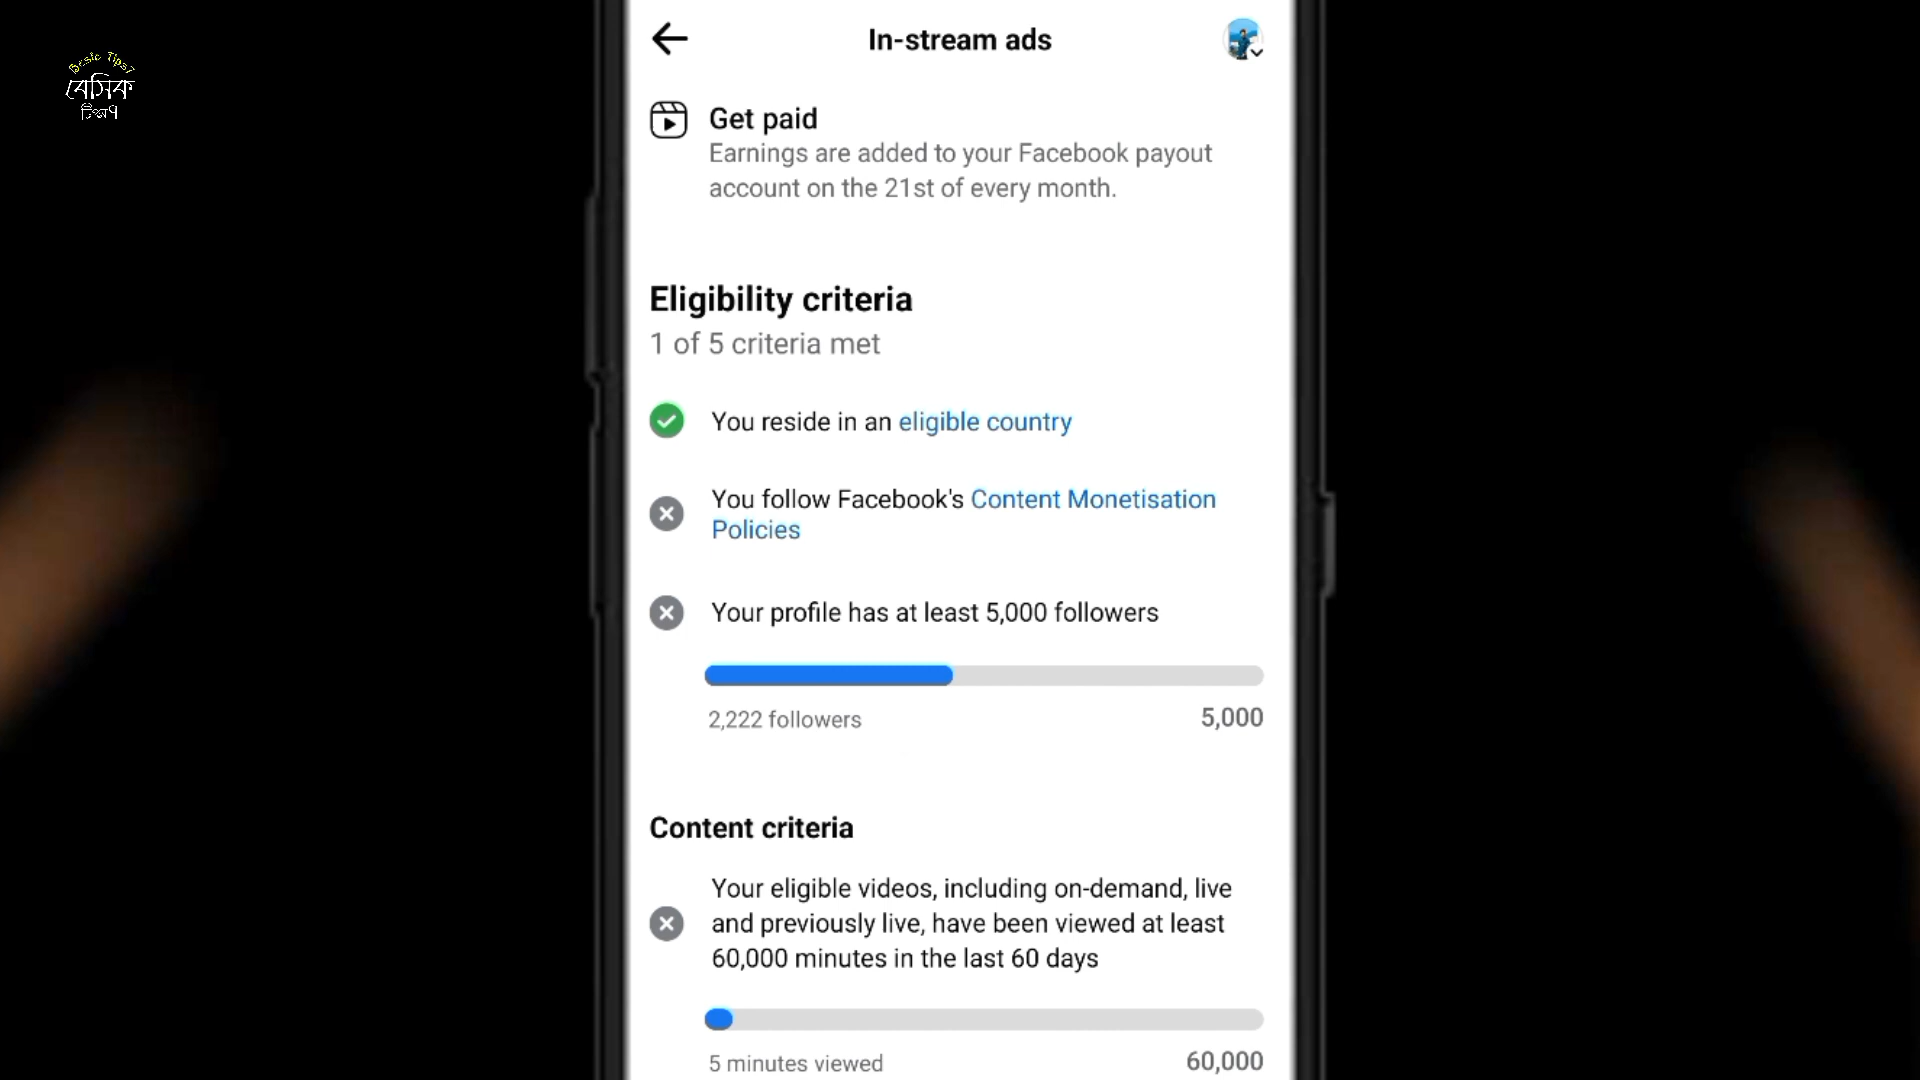 Basic Tips7
বেসিক
টিপ্স৭
In-stream ads
Get paid
Earnings are added to your Facebook payout
account on the 21st of every month.
Eligibility criteria
1 of 5 criteria met
You reside in an eligible country
You follow Facebook's Content Monetisation
Policies
Your profile has at least 5,000 followers
2,222 followers
5,000
Content criteria
Your eligible videos, including on-demand, live
and previously live, have been viewed at least
60,000 minutes in the last 60 days
5 minutes viewed
60,000